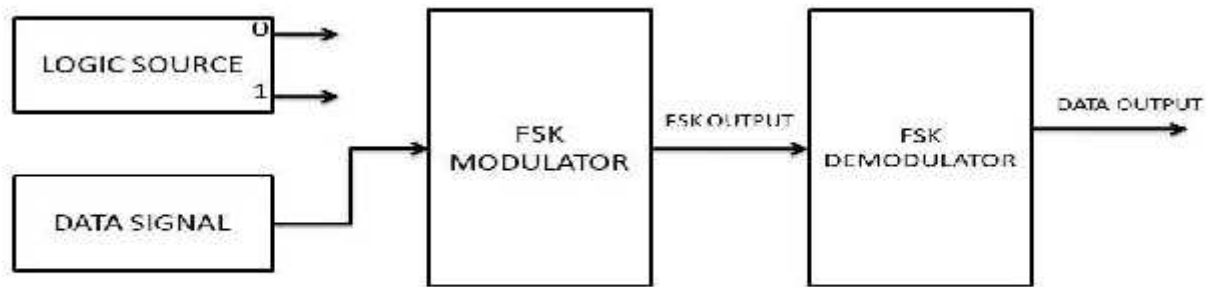 0
LOGIC SOURCE
1
DATA SIGNAL
FSK
MODULATOR
FSK OUTPUT
FSK
DEMODULATOR
DATA OUTPUT